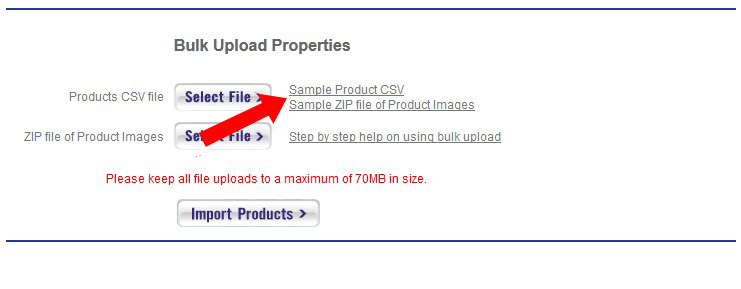 Bulk Upload Properties
Products CSV file Select File > Sample Product CSV
Sample ZIP file of Product Images
ZIP file of Product Images File > Step by step help on using bulk upload
Please keep all file uploads to a maximum of 70MB in size.
Import Products >